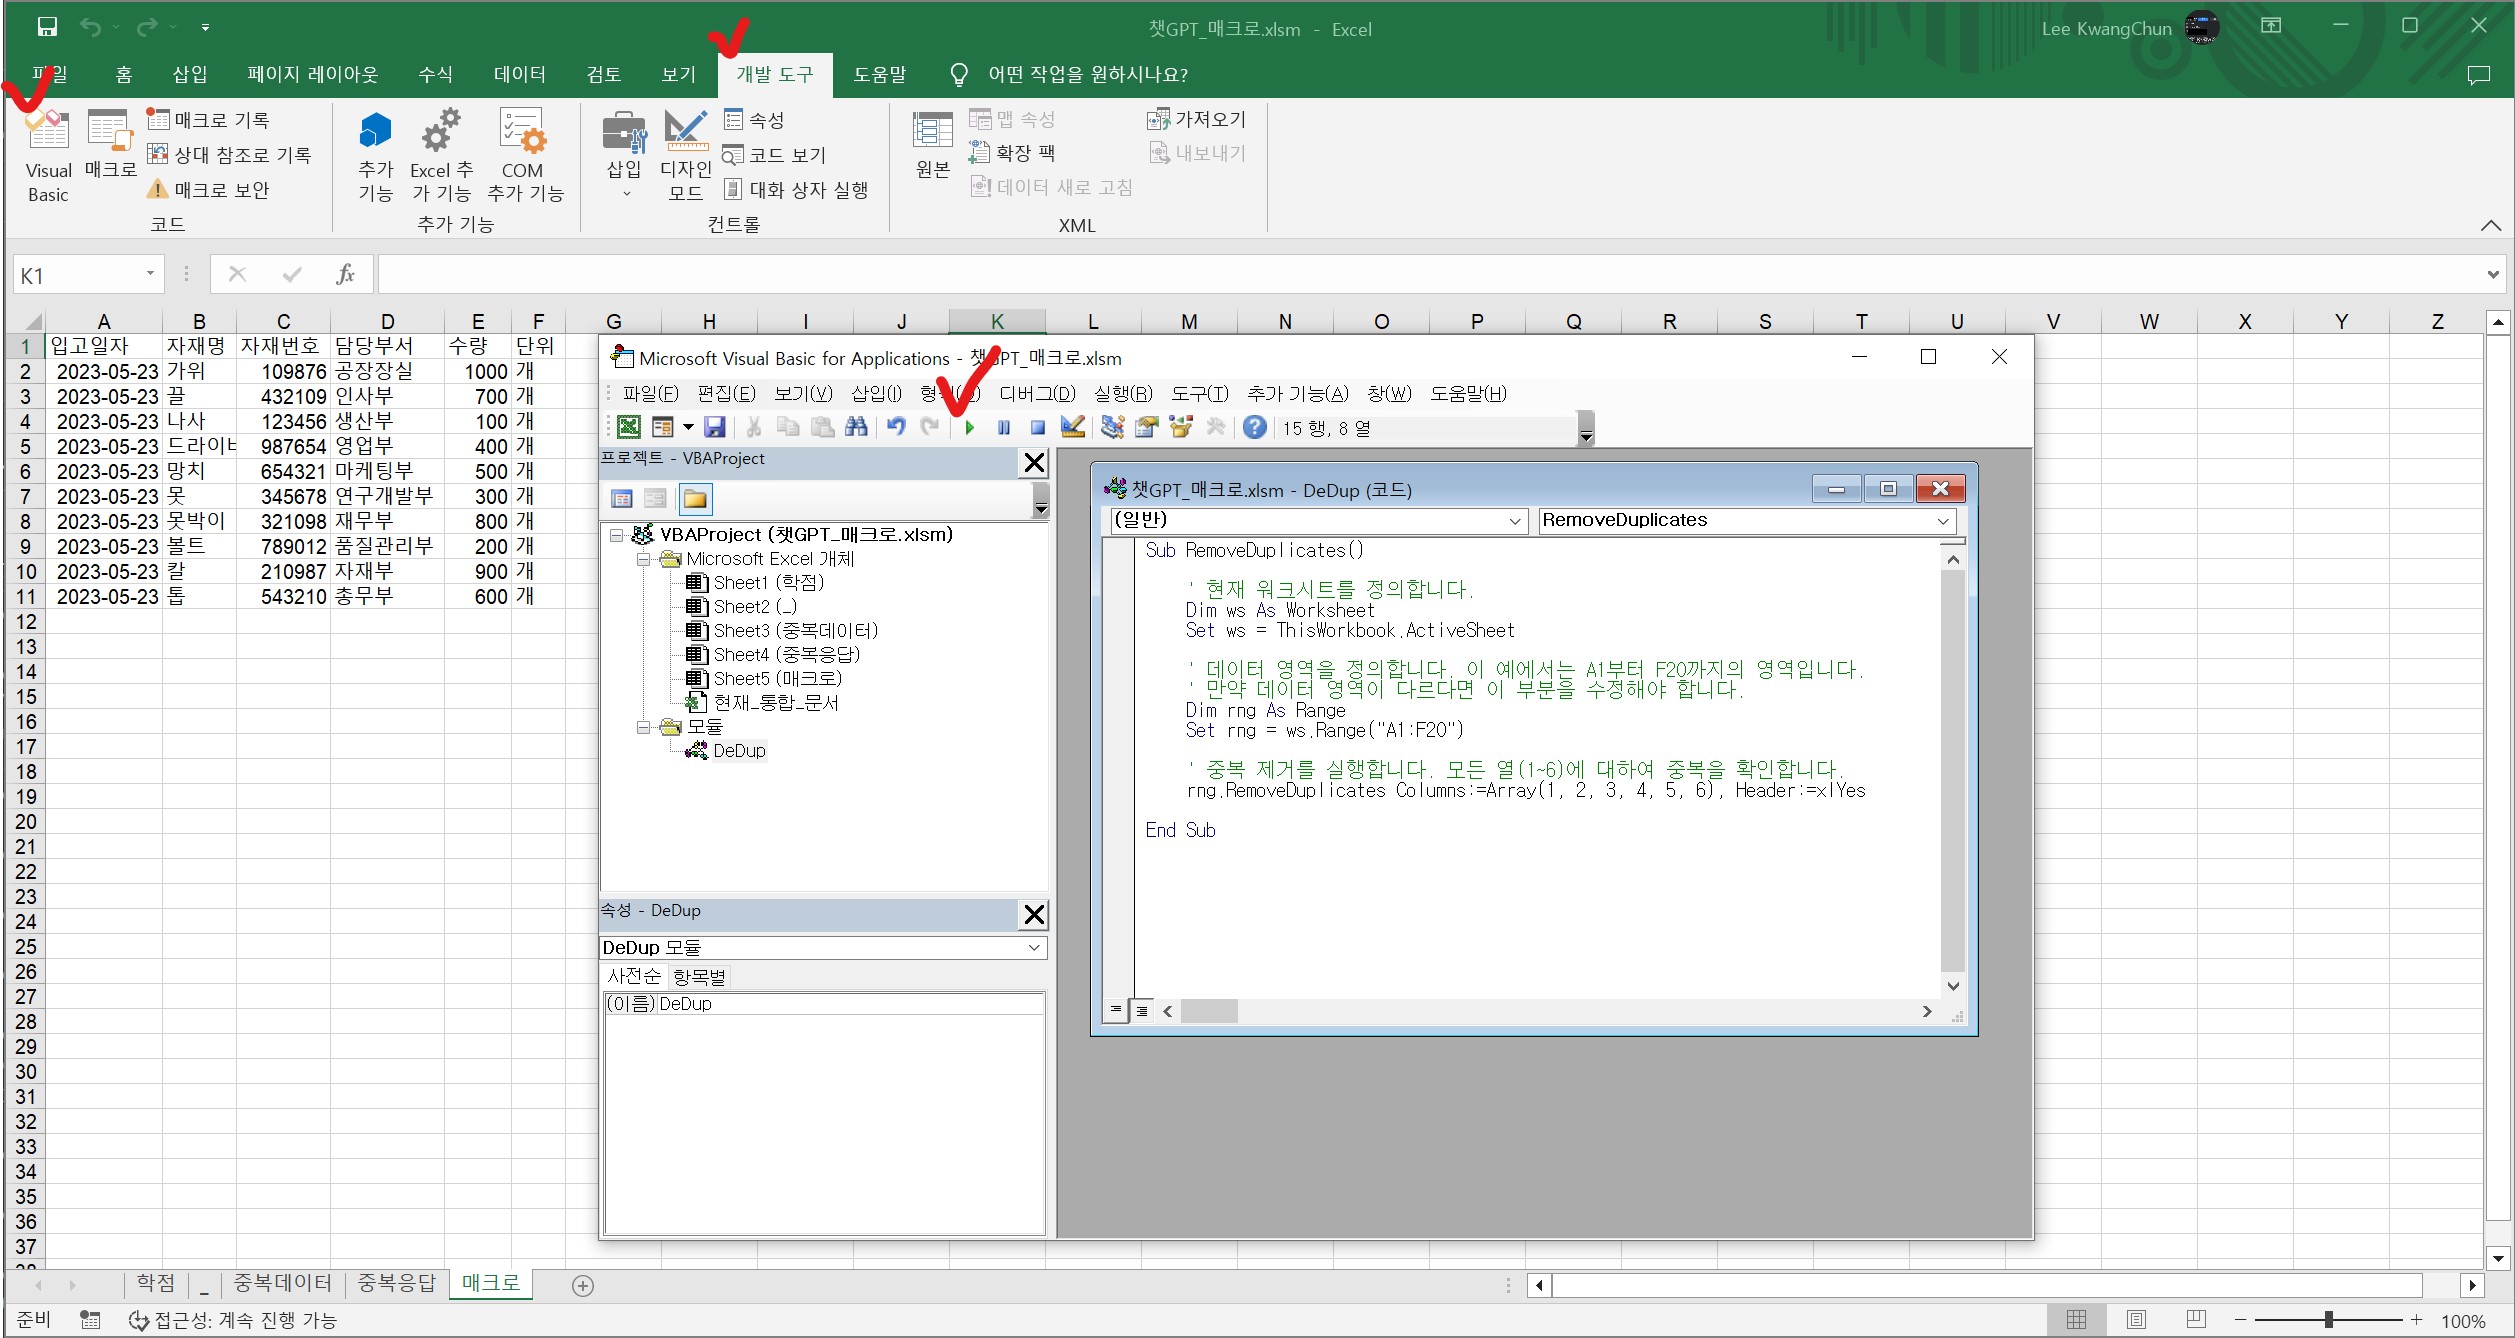 챗GPT_매크로.xlsm - Excel
Lee KwangChun
파일 홈 삽입 페이지 레이아웃 수식 데이터 검토 보기 개발 도구 도움말 어떤 작업을 원하시나요?
Visual Basic
매크로
매크로 기록
상대 참조로 기록
매크로 보안
코드
추가 기능
Excel 추가 기능
COM 추가 기능
추가 기능
삽입
디자인 모드
속성
코드 보기
대화 상자 실행
컨트롤
원본
맵 속성
확장 팩
데이터 새로 고침
가져오기
내보내기
XML
K1
fx
A B C D E F G H I J K L M N O P Q R S T U V W X Y Z
1 입고일자 자재명 자재번호 담당부서 수량 단위
2 2023-05-23 가위 109876 공장장실 1000 개
3 2023-05-23 끌 432109 인사부 700 개
4 2023-05-23 나사 123456 생산부 100 개
5 2023-05-23 드라이버 987654 영업부 400 개
6 2023-05-23 망치 654321 마케팅부 500 개
7 2023-05-23 못 345678 연구개발부 300 개
8 2023-05-23 못박이 321098 재무부 800 개
9 2023-05-23 볼트 789012 품질관리부 200 개
10 2023-05-23 칼 210987 자재부 900 개
11 2023-05-23 톱 543210 총무부 600 개
12
13
14
15
16
17
18
19
20
21
22
23
24
25
26
27
28
29
30
31
32
33
34
35
36
37
38
Microsoft Visual Basic for Applications - 챗GPT_매크로.xlsm
파일(F) 편집(E) 보기(V) 삽입(I) 형식(O) 디버그(D) 실행(R) 도구(T) 추가 기능(A) 창(W) 도움말(H)
15 행, 8 열
프로젝트 - VBAProject
VBAProject (챗GPT_매크로.xlsm)
Microsoft Excel 개체
Sheet1 (학점)
Sheet2 (_)
Sheet3 (중복데이터)
Sheet4 (중복응답)
Sheet5 (매크로)
현재_통합_문서
모듈
DeDup
속성 - DeDup
DeDup 모듈
사전순 항목별
(이름) DeDup
챗GPT_매크로.xlsm - DeDup (코드)
(일반) RemoveDuplicates
Sub RemoveDuplicates()
' 현재 워크시트를 정의합니다.
Dim ws As Worksheet
Set ws = ThisWorkbook.ActiveSheet
' 데이터 영역을 정의합니다. 이 예에서는 A1부터 F20까지의 영역입니다.
' 만약 데이터 영역이 다르다면 이 부분을 수정해야 합니다.
Dim rng As Range
Set rng = ws.Range("A1:F20")
' 중복 제거를 실행합니다. 모든 열(1~6)에 대하여 중복을 확인합니다.
rng.RemoveDuplicates Columns:=Array(1, 2, 3, 4, 5, 6), Header:=xlYes
End Sub
학점 _ 중복데이터 중복응답 매크로
준비 접근성: 계속 진행 가능 100%